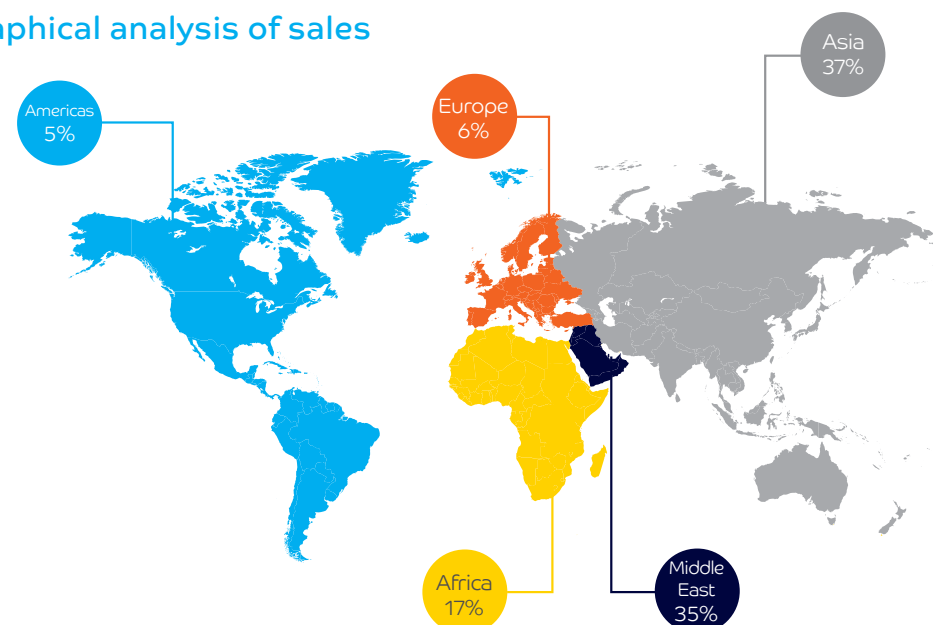 aphical analysis of sales
Asia
37%
Americas
5%
Europe
6%
Africa
17%
Middle
East
35%